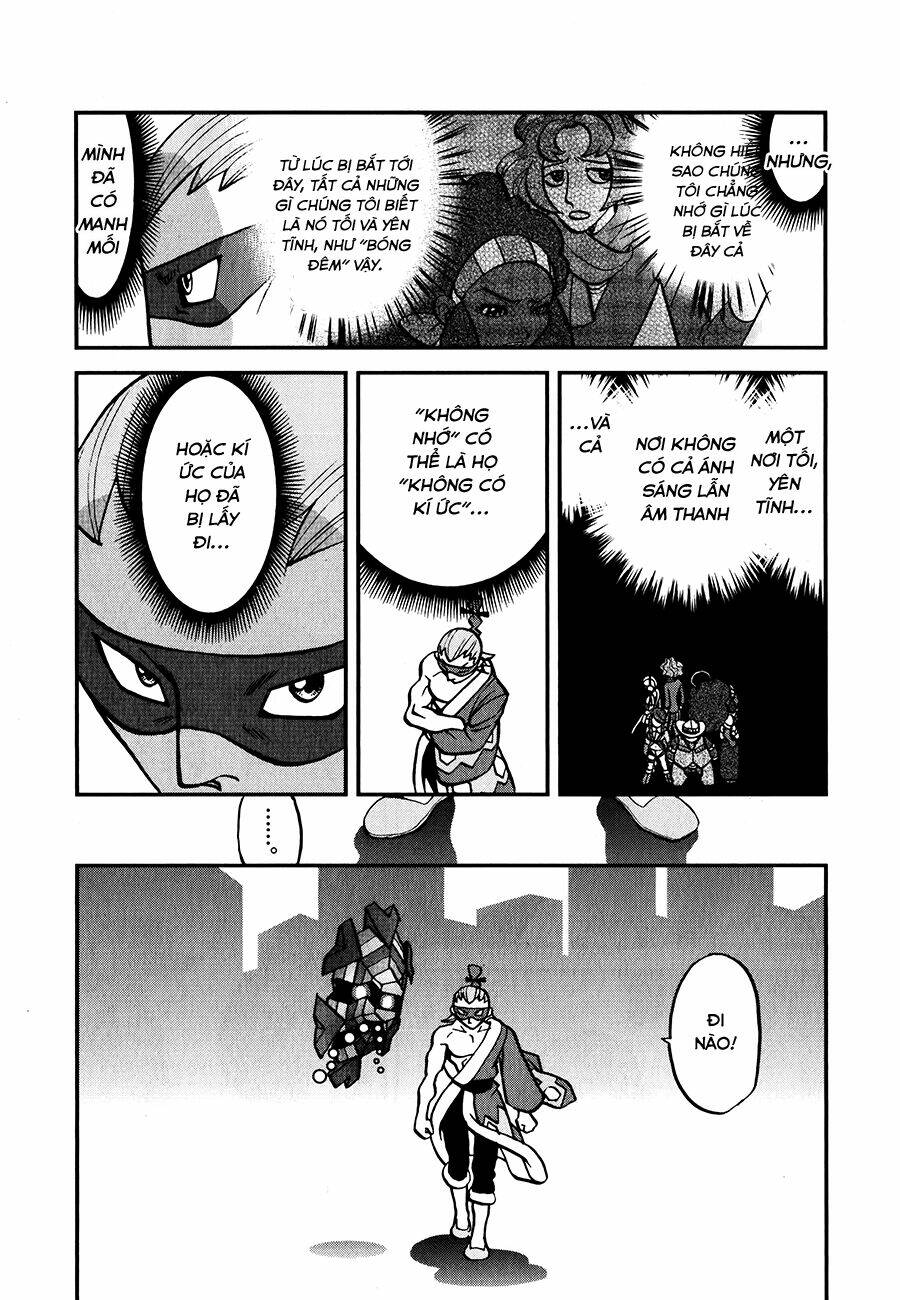 ...
NHƯNG,
KHÔNG HIỂ
SAO CHÚNG
TÔI CHẲNG
NHỚ GÌ LÚC
BỊ BẮT VỀ
ĐÂY CẢ
TỪ LÚC BỊ BẮT TỚI
ĐÂY, TẤT CẢ NHỮNG
GÌ CHÚNG TÔI BIẾT
LÀ NÓ TỐI VÀ YÊN
TĨNH, NHƯ "BÓNG
ĐÊM" VẬY.
MÌNH
ĐÃ
CÓ
MANH
MỐI
MỘT
NƠI TỐI,
YÊN
TĨNH...
NƠI KHÔNG
CÓ CẢ ÁNH
SÁNG LẪN
ÂM THANH
...VÀ
CẢ
"KHÔNG
NHỚ" CÓ
THỂ LÀ HỌ
"KHÔNG CÓ
KÍ ỨC"...
HOẶC KÍ
ỨC CỦA
HỌ ĐÃ
BỊ LẤY
ĐI...
......。
ĐI
NÀO!